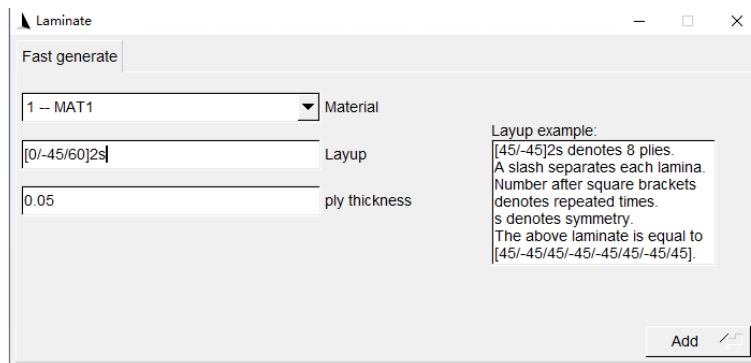 Laminate
Fast generate
1 -- MAT1
Material
[0/-45/60]2s
Layup
0.05
ply thickness
Layup example:
[45/-45]2s denotes 8 plies.
A slash separates each lamina.
Number after square brackets
denotes repeated times.
s denotes symmetry.
The above laminate is equal to
[45/-45/45/-45/-45/45/-45/45].
Add